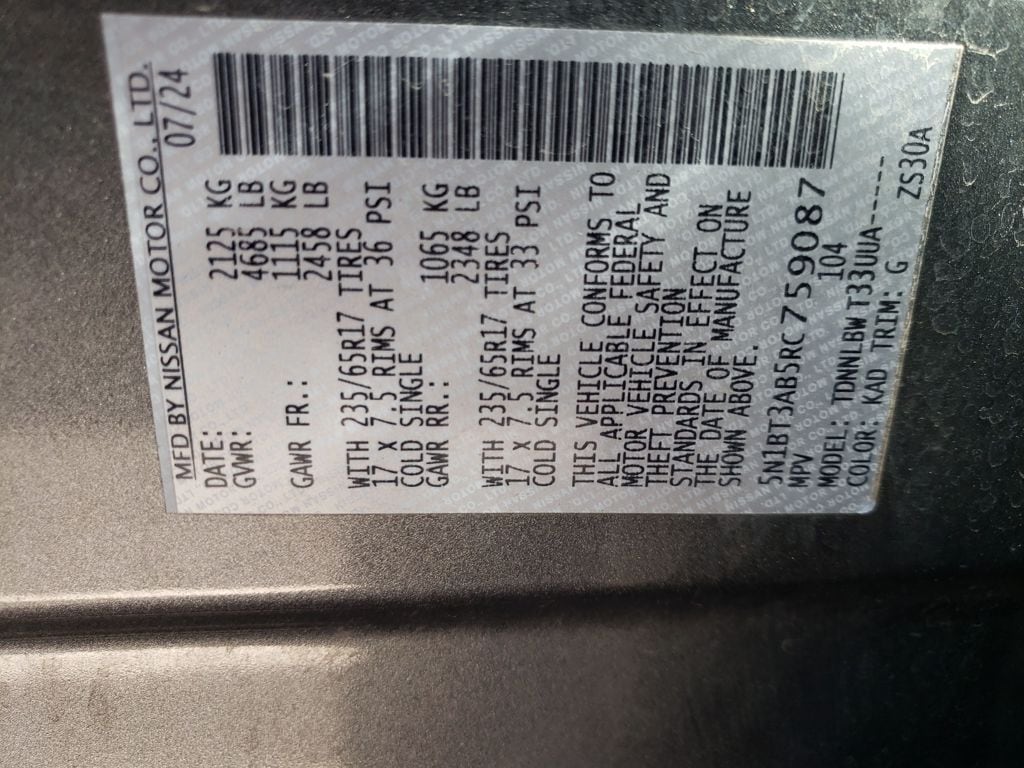 MFD BY NISSAN MOTOR CO., LTD.
DATE: 07/24
GVWR: 2125 KG
4685 LB
GAWR FR.: 1115 KG
2458 LB
WITH 235/65R17 TIRES
17 X 7.5 RIMS AT 36 PSI
COLD SINGLE
GAWR RR.: 1065 KG
2348 LB
WITH 235/65R17 TIRES
17 X 7.5 RIMS AT 33 PSI
COLD SINGLE
THIS VEHICLE CONFORMS TO
ALL APPLICABLE FEDERAL
MOTOR VEHICLE SAFETY AND
THEFT PREVENTION
STANDARDS IN EFFECT ON
THE DATE OF MANUFACTURE
SHOWN ABOVE.
5N1BT3AB5RC759087
MPV 104
MODEL: TDNNLBW T33UUA-----
COLOR: KAD TRIM: G ZS30A